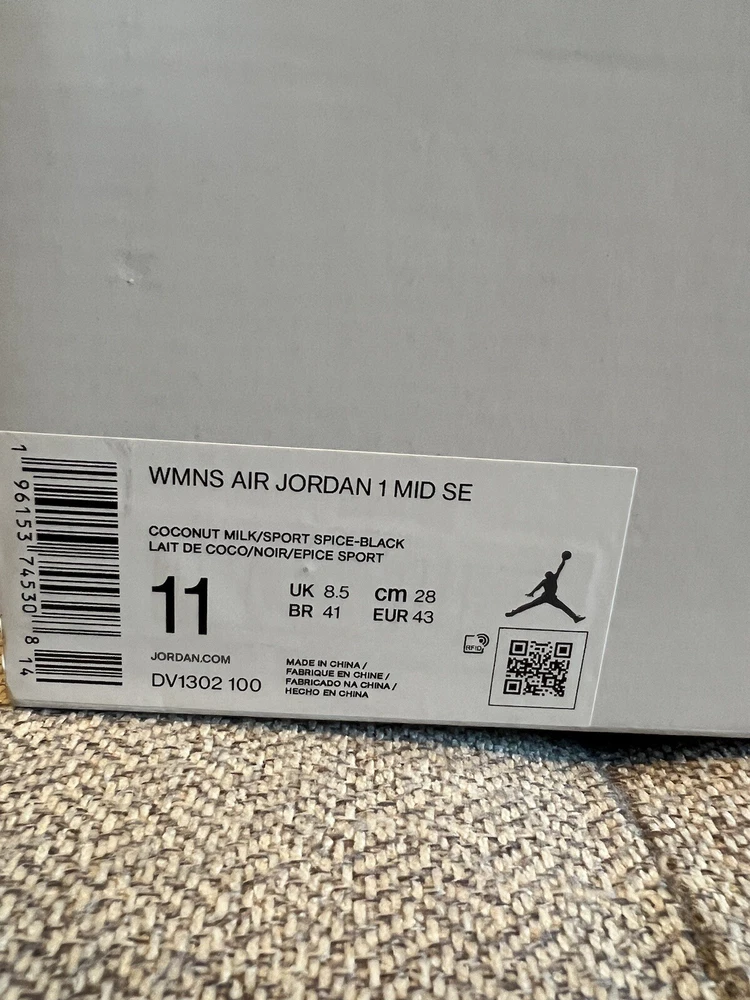 WMNS AIR JORDAN 1 MID SE
COCONUT MILK/SPORT SPICE-BLACK
LAIT DE COCO/NOIR/EPICE SPORT
11
UK 8.5 cm 28
BR 41 EUR 43
JORDAN.COM
DV1302 100
MADE IN CHINA /
FABRIQUE EN CHINE /
FABRICADO NA CHINA /
HECHO EN CHINA
RFID
1 96153 74530 8 14